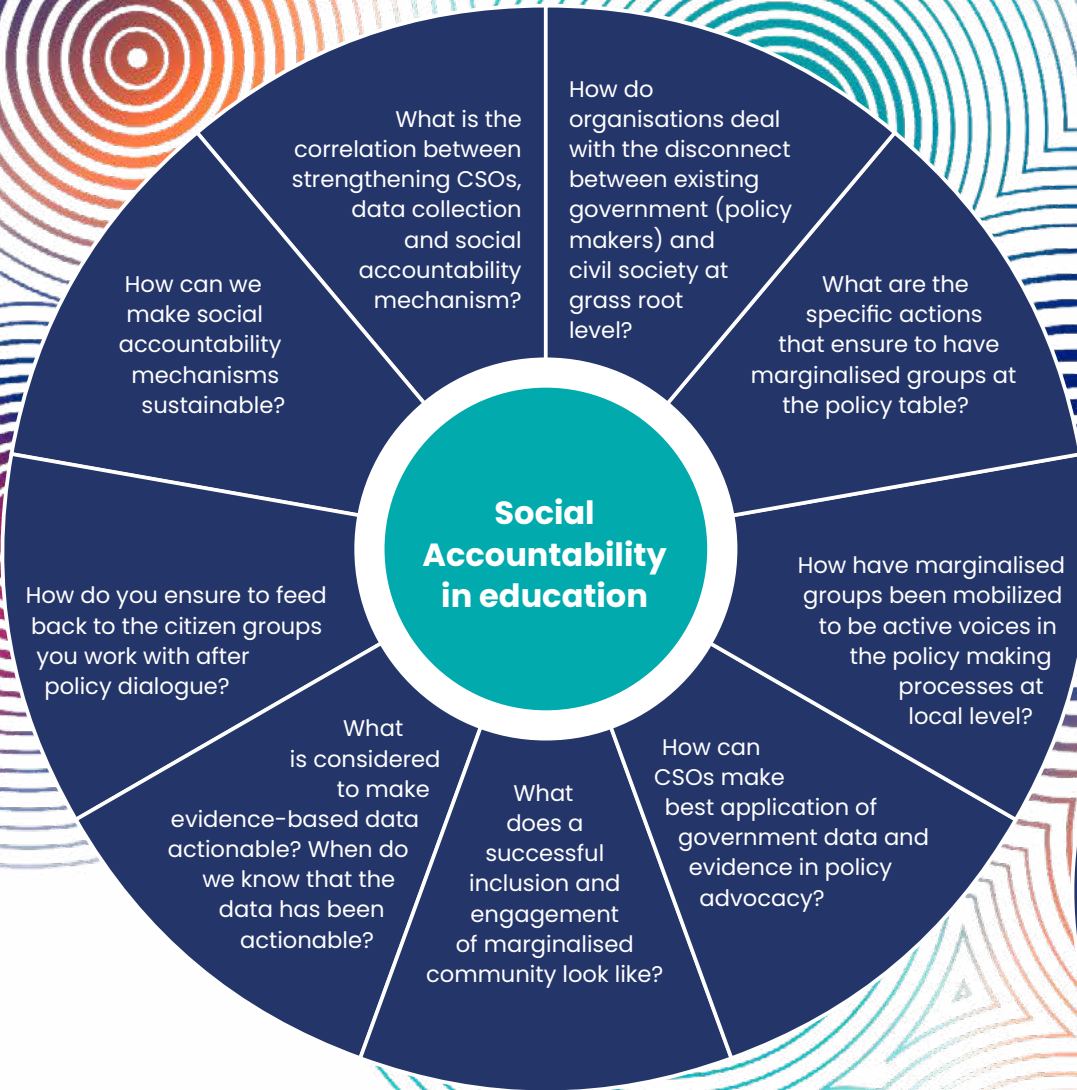 How do
organisations deal
with the disconnect
between existing
government (policy
makers) and
civil society at
grass root
level?
What are the
specific actions
that ensure to have
marginalised groups at
the policy table?
How have marginalised
groups been mobilized
to be active voices in
the policy making
processes at
local level?
How can
CSOs make
best application of
government data and
evidence in policy
advocacy?
What
does a
successful
inclusion and
engagement
of marginalised
community look like?
What
is considered
to make
evidence-based data
actionable? When do
we know that the
data has been
actionable?
How do you ensure to feed
back to the citizen groups
you work with after
policy dialogue?
How can we
make social
accountability
mechanisms
sustainable?
What is the
correlation between
strengthening CSOs,
data collection
and social
accountability
mechanism?
Social
Accountability
in education